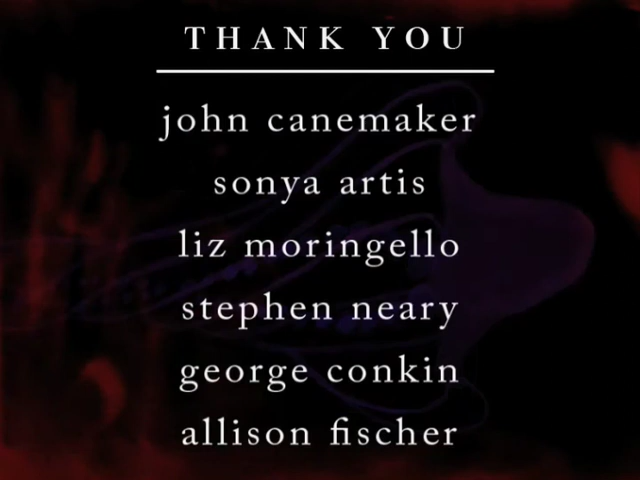 THANK YOU
john canemaker
sonya artis
liz moringello
stephen neary
george conkin
allison fischer